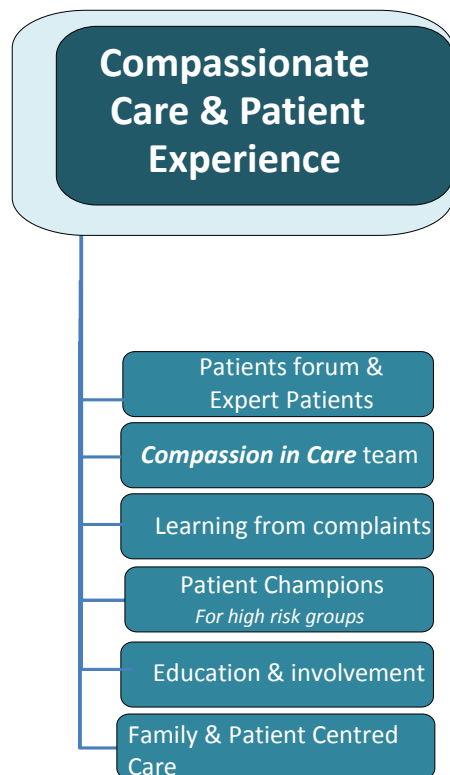 Compassionate
Care & Patient
Experience
Patients forum &
Expert Patients
Compassion in Care team
Learning from complaints
Patient Champions
For high risk groups
Education & involvement
Family & Patient Centred
Care